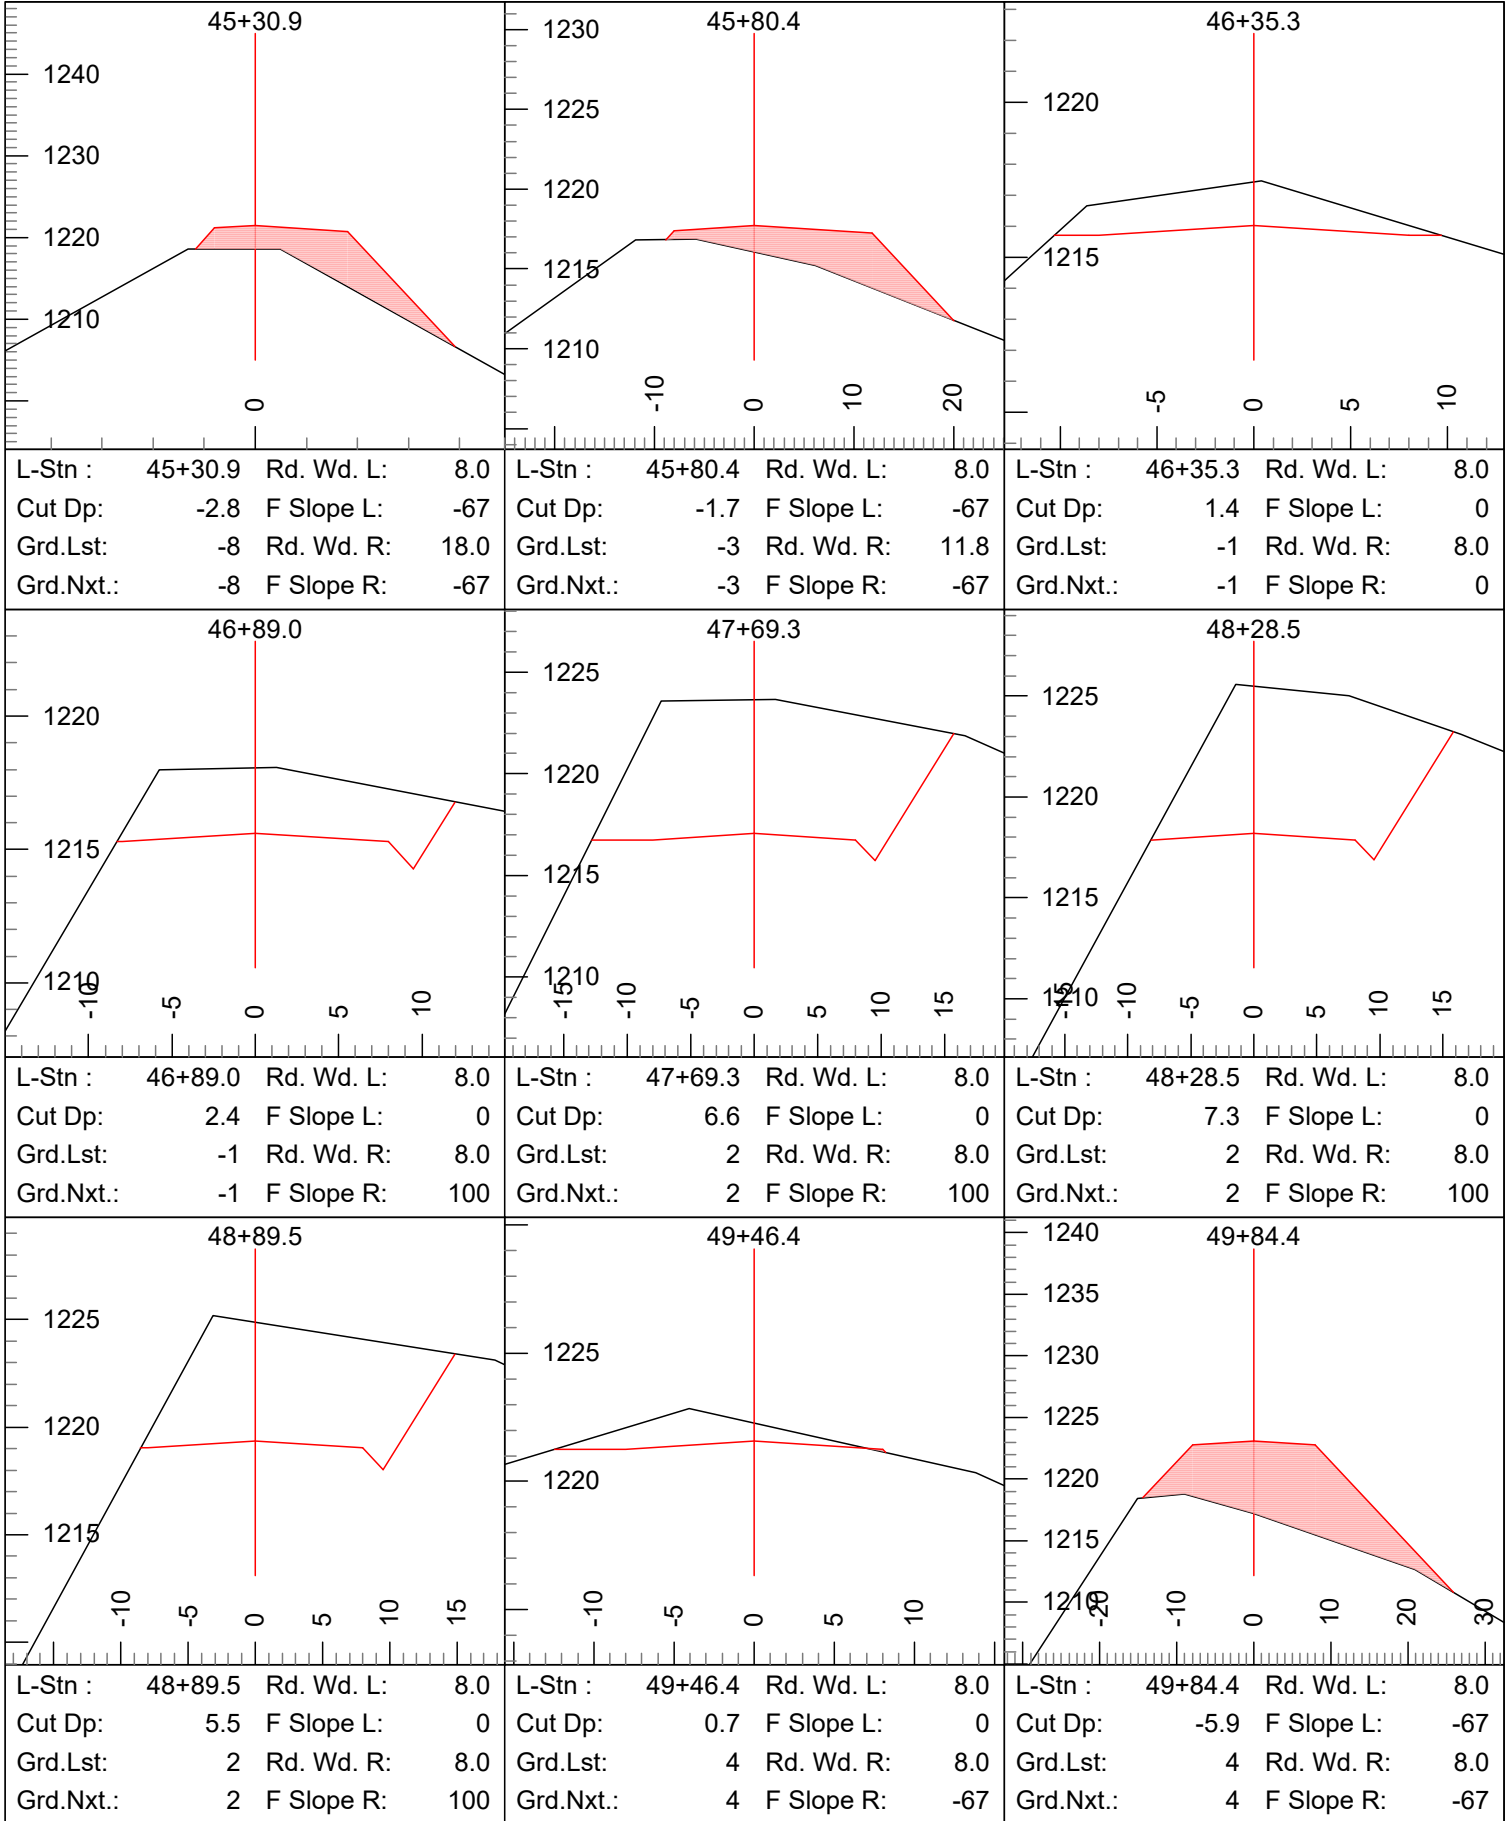 45+30.9
1240
1230
1220
1210
0
L-Stn : 45+30.9 Rd. Wd. L: 8.0
Cut Dp: -2.8 F Slope L: -67
Grd.Lst: -8 Rd. Wd. R: 18.0
Grd.Nxt.: -8 F Slope R: -67
45+80.4
1230
1225
1220
1215
1210
-10 0 10 20
L-Stn : 45+80.4 Rd. Wd. L: 8.0
Cut Dp: -1.7 F Slope L: -67
Grd.Lst: -3 Rd. Wd. R: 11.8
Grd.Nxt.: -3 F Slope R: -67
46+35.3
1220
1215
-5 0 5 10
L-Stn : 46+35.3 Rd. Wd. L: 8.0
Cut Dp: 1.4 F Slope L: 0
Grd.Lst: -1 Rd. Wd. R: 8.0
Grd.Nxt.: -1 F Slope R: 0
46+89.0
1220
1215
1210
-10 -5 0 5 10
L-Stn : 46+89.0 Rd. Wd. L: 8.0
Cut Dp: 2.4 F Slope L: 0
Grd.Lst: -1 Rd. Wd. R: 8.0
Grd.Nxt.: -1 F Slope R: 100
47+69.3
1225
1220
1215
1210
-15 -10 -5 0 5 10 15
L-Stn : 47+69.3 Rd. Wd. L: 8.0
Cut Dp: 6.6 F Slope L: 0
Grd.Lst: 2 Rd. Wd. R: 8.0
Grd.Nxt.: 2 F Slope R: 100
48+28.5
1225
1220
1215
1210
-15 -10 -5 0 5 10 15
L-Stn : 48+28.5 Rd. Wd. L: 8.0
Cut Dp: 7.3 F Slope L: 0
Grd.Lst: 2 Rd. Wd. R: 8.0
Grd.Nxt.: 2 F Slope R: 100
48+89.5
1225
1220
1215
-10 -5 0 5 10 15
L-Stn : 48+89.5 Rd. Wd. L: 8.0
Cut Dp: 5.5 F Slope L: 0
Grd.Lst: 2 Rd. Wd. R: 8.0
Grd.Nxt.: 2 F Slope R: 100
49+46.4
1225
1220
-10 -5 0 5 10
L-Stn : 49+46.4 Rd. Wd. L: 8.0
Cut Dp: 0.7 F Slope L: 0
Grd.Lst: 4 Rd. Wd. R: 8.0
Grd.Nxt.: 4 F Slope R: -67
49+84.4
1240
1235
1230
1225
1220
1215
1210
-20 -10 0 10 20 30
L-Stn : 49+84.4 Rd. Wd. L: 8.0
Cut Dp: -5.9 F Slope L: -67
Grd.Lst: 4 Rd. Wd. R: 8.0
Grd.Nxt.: 4 F Slope R: -67